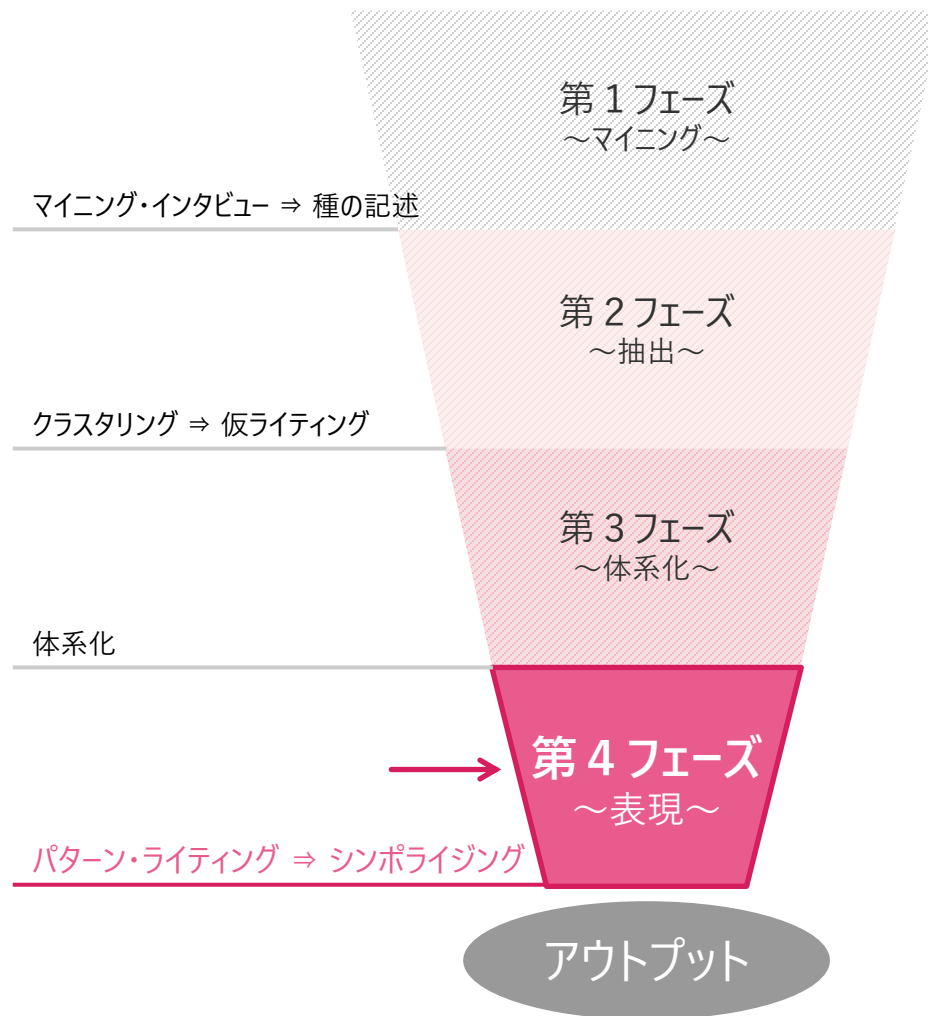 第1フェーズ
～マイニング～
マイニング・インタビュー ⇒ 種の記述
第2フェーズ
～抽出～
クラスタリング ⇒ 仮ライティング
第3フェーズ
～体系化～
体系化
第4フェーズ
～表現～
パターン・ライティング ⇒ シンボライジング
アウトプット